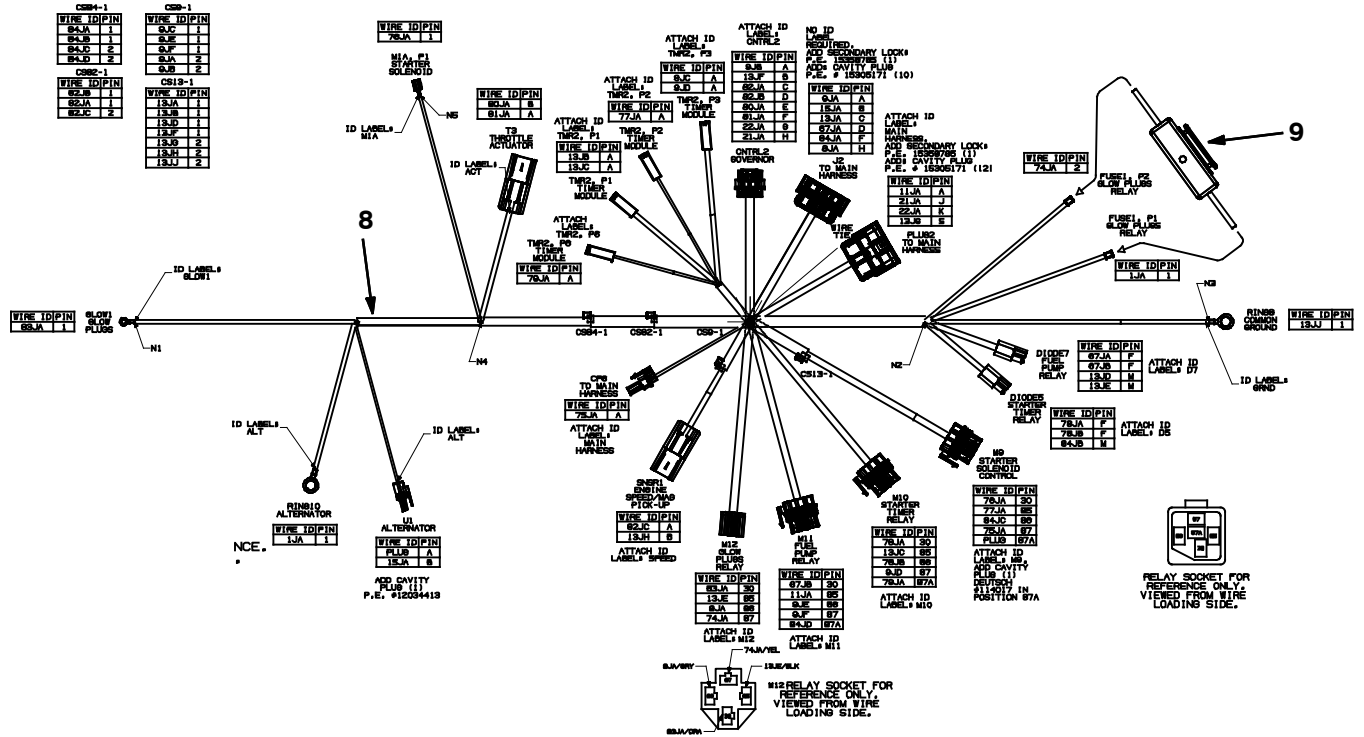 CS84-1
WIRE ID PIN
84JA 1
84JB 1
84JC 2
84JD 2
CS82-1
WIRE ID PIN
82JB 1
82JA 1
82JC 2
CS9-1
WIRE ID PIN
9JC 1
9JE 1
9JF 1
9JA 2
9JB 2
CS13-1
WIRE ID PIN
13JA 1
13JB 1
13JD 1
13JF 1
13JG 2
13JH 2
13JJ 2
WIRE ID PIN
76JA 1
M1A, P1
STARTER
SOLENOID
N5
ID LABEL:
M1A
WIRE ID PIN
80JA B
81JA A
T3
THROTTLE
ACTUATOR
ID LABEL:
ACT
ATTACH ID
LABEL:
TMR2, P1
WIRE ID PIN
13JB A
13JC A
TMR2, P1
TIMER
MODULE
ATTACH ID
LABEL:
TMR2, P2
WIRE ID PIN
77JA A
TMR2, P2
TIMER
MODULE
ATTACH ID
LABEL:
TMR2, P3
WIRE ID PIN
9JC A
9JD A
TMR2, P3
TIMER
MODULE
ATTACH
LABEL:
TMR2, P6
TMR2, P6
TIMER
MODULE
WIRE ID PIN
79JA A
ATTACH ID
LABEL:
CNTRL2
WIRE ID PIN
9JB A
13JF B
82JA C
82JB D
80JA E
81JA F
22JA G
21JA H
CNTRL2
GOVERNOR
NO ID
LABEL
REQUIRED.
ADD SECONDARY LOCK:
P.E. 15359785 (1)
ADD: CAVITY PLUG
P.E. # 15305171 (10)
WIRE ID PIN
9JA A
15JA B
13JA C
67JA D
84JA F
8JA H
J2
TO MAIN
HARNESS
ATTACH ID
LABEL:
MAIN
HARNESS.
ADD SECONDARY LOCK:
P.E. 15359785 (1)
ADD: CAVITY PLUG
P.E. # 15305171 (12)
WIRE ID PIN
11JA A
21JA J
22JA K
13JG E
WIRE
TIE
PLUG2
TO MAIN
HARNESS
9
WIRE ID PIN
74JA 2
FUSE1, P2
GLOW PLUGS
RELAY
FUSE1, P1
GLOW PLUGS
RELAY
WIRE ID PIN
1JA 1
8
ID LABEL:
GLOW1
WIRE ID PIN
63JA 1
GLOW1
GLOW
PLUGS
N1
N4
CS84-1
CS82-1
CS9-1
CS13-1
N2
N3
RING9
COMMON
GROUND
WIRE ID PIN
13JJ 1
ID LABEL:
GRND
DIODE7
FUEL
PUMP
RELAY
WIRE ID PIN
67JA F
67JB F
13JD M
13JE M
ATTACH ID
LABEL: D7
DIODE5
STARTER
TIMER
RELAY
WIRE ID PIN
78JA F
78JB F
84JB M
ATTACH ID
LABEL: D5
CP6
TO MAIN
HARNESS
WIRE ID PIN
75JA A
ATTACH ID
LABEL:
MAIN
HARNESS
ID LABEL:
ALT
RING10
ALTERNATOR
WIRE ID PIN
1JA 1
NCE.
ID LABEL:
ALT
U1
ALTERNATOR
WIRE ID PIN
PLUG A
15JA B
ADD CAVITY
PLUG (1)
P.E. #12034413
SNSR1
ENGINE
SPEED/MAG
PICK-UP
WIRE ID PIN
82JC A
13JH B
ATTACH ID
LABEL: SPEED
M12
GLOW
PLUGS
RELAY
WIRE ID PIN
63JA 30
13JE 85
8JA 86
74JA 87
ATTACH ID
LABEL: M12
M11
FUEL
PUMP
RELAY
WIRE ID PIN
67JB 30
11JA 85
9JE 86
9JF 87
84JD 87A
ATTACH ID
LABEL: M11
M10
STARTER
TIMER
RELAY
WIRE ID PIN
78JA 30
13JC 85
78JB 86
9JD 87
79JA 87A
ATTACH ID
LABEL: M10
M9
STARTER
SOLENOID
CONTROL
WIRE ID PIN
76JA 30
77JA 85
84JC 86
75JA 87
PLUG 87A
ATTACH ID
LABEL: M9,
ADD CAVITY
PLUG (1)
DEUTSCH
#114017 IN
POSITION 87A
87
87A
RELAY SOCKET FOR
REFERENCE ONLY.
VIEWED FROM WIRE
LOADING SIDE.
74JA/YEL
8JA/GRY
13JE/BLK
63JA/ORA
M12 RELAY SOCKET FOR
REFERENCE ONLY.
VIEWED FROM WIRE
LOADING SIDE.